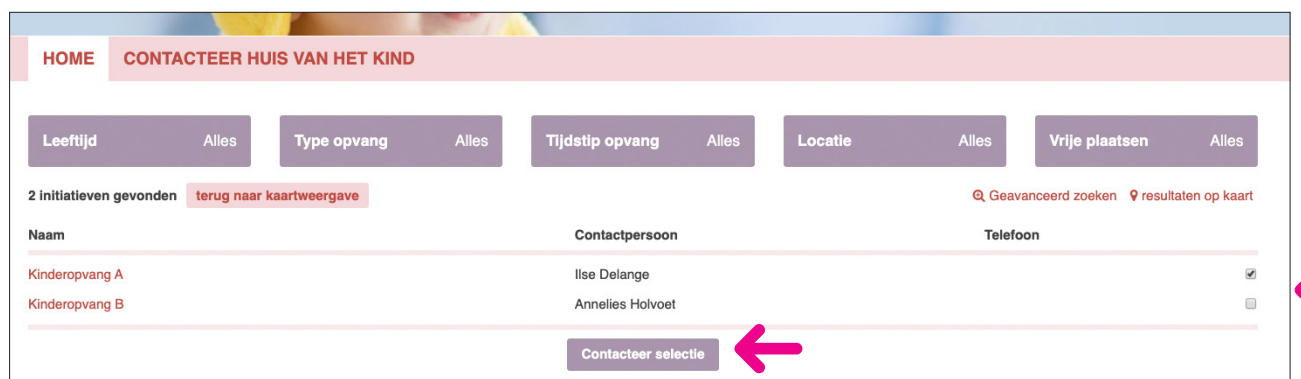 HOME CONTACTEER HUIS VAN HET KIND
Leeftijd Alles Type opvang Alles Tijdstip opvang Alles Locatie Alles Vrije plaatsen Alles
2 initiatieven gevonden terug naar kaartweergave Geavanceerd zoeken resultaten op kaart
Naam Contactpersoon Telefoon
Kinderopvang A Ilse Delange
Kinderopvang B Annelies Holvoet
Contacteer selectie